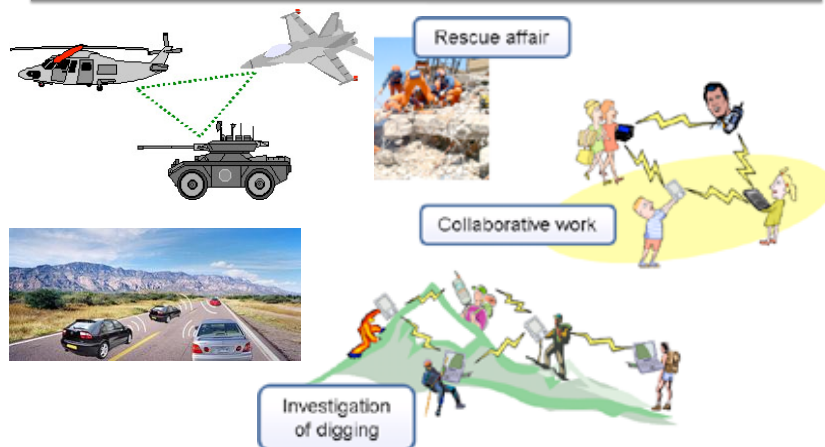 Rescue affair
Collaborative work
Investigation
of digging